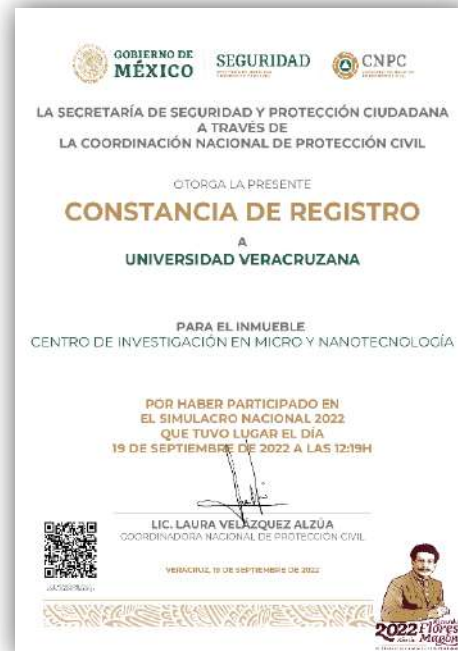 GOBIERNO DE
MÉXICO
SEGURIDAD
CNPC
LA SECRETARÍA DE SEGURIDAD Y PROTECCIÓN CIUDADANA
A TRAVÉS DE
LA COORDINACIÓN NACIONAL DE PROTECCIÓN CIVIL
OTORGA LA PRESENTE
CONSTANCIA DE REGISTRO
A
UNIVERSIDAD VERACRUZANA
PARA EL INMUEBLE
CENTRO DE INVESTIGACIÓN EN MICRO Y NANOTECNOLOGÍA
POR HABER PARTICIPADO EN
EL SIMULACRO NACIONAL 2022
QUE TUVO LUGAR EL DÍA
19 DE SEPTIEMBRE DE 2022 A LAS 12:19H
LIC. LAURA VELÁZQUEZ ALZÚA
COORDINADORA NACIONAL DE PROTECCIÓN CIVIL
VERACRUZ, 19 DE SEPTIEMBRE DE 2022
2022 Ricardo Flores
Magón